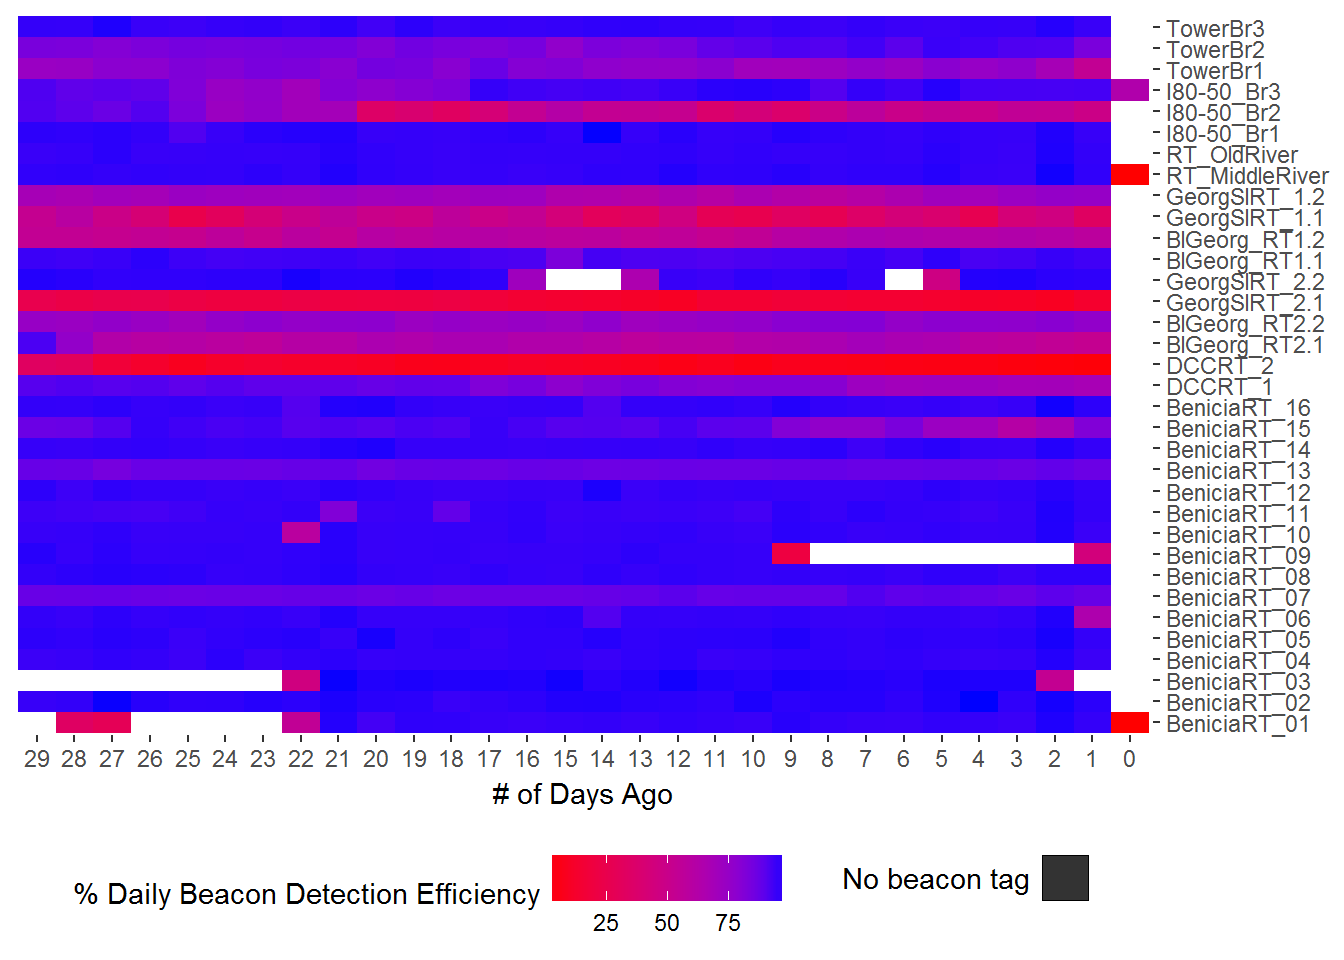 TowerBr3
TowerBr2
TowerBr1
I80-50_Br3
I80-50_Br2
I80-50_Br1
RT_OldRiver
RT_MiddleRiver
GeorgSlRT_1.2
GeorgSlRT_1.1
BlGeorg_RT1.2
BlGeorg_RT1.1
GeorgSlRT_2.2
GeorgSlRT_2.1
BlGeorg_RT2.2
BlGeorg_RT2.1
DCCRT_2
DCCRT_1
BeniciaRT_16
BeniciaRT_15
BeniciaRT_14
BeniciaRT_13
BeniciaRT_12
BeniciaRT_11
BeniciaRT_10
BeniciaRT_09
BeniciaRT_08
BeniciaRT_07
BeniciaRT_06
BeniciaRT_05
BeniciaRT_04
BeniciaRT_03
BeniciaRT_02
BeniciaRT_01
29 28 27 26 25 24 23 22 21 20 19 18 17 16 15 14 13 12 11 10 9 8 7 6 5 4 3 2 1 0
# of Days Ago
% Daily Beacon Detection Efficiency
25 50 75
No beacon tag